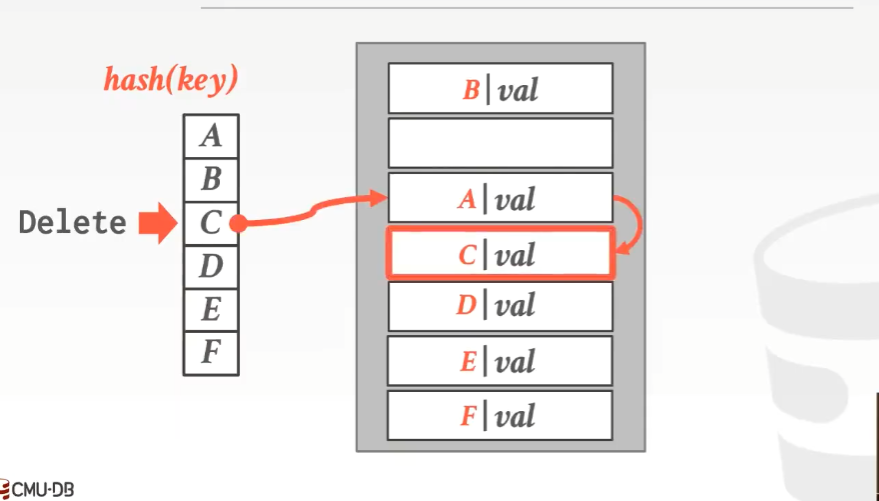 hash(key)
A
B
Delete C
D
E
F
B|val
A|val
C|val
D|val
E|val
F|val
CMU·DB